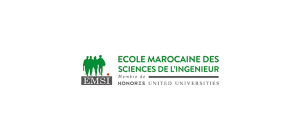 ECOLE MAROCAINE DES
SCIENCES DE L'INGENIEUR
Membre de
HONORIS UNITED UNIVERSITIES
EMSI